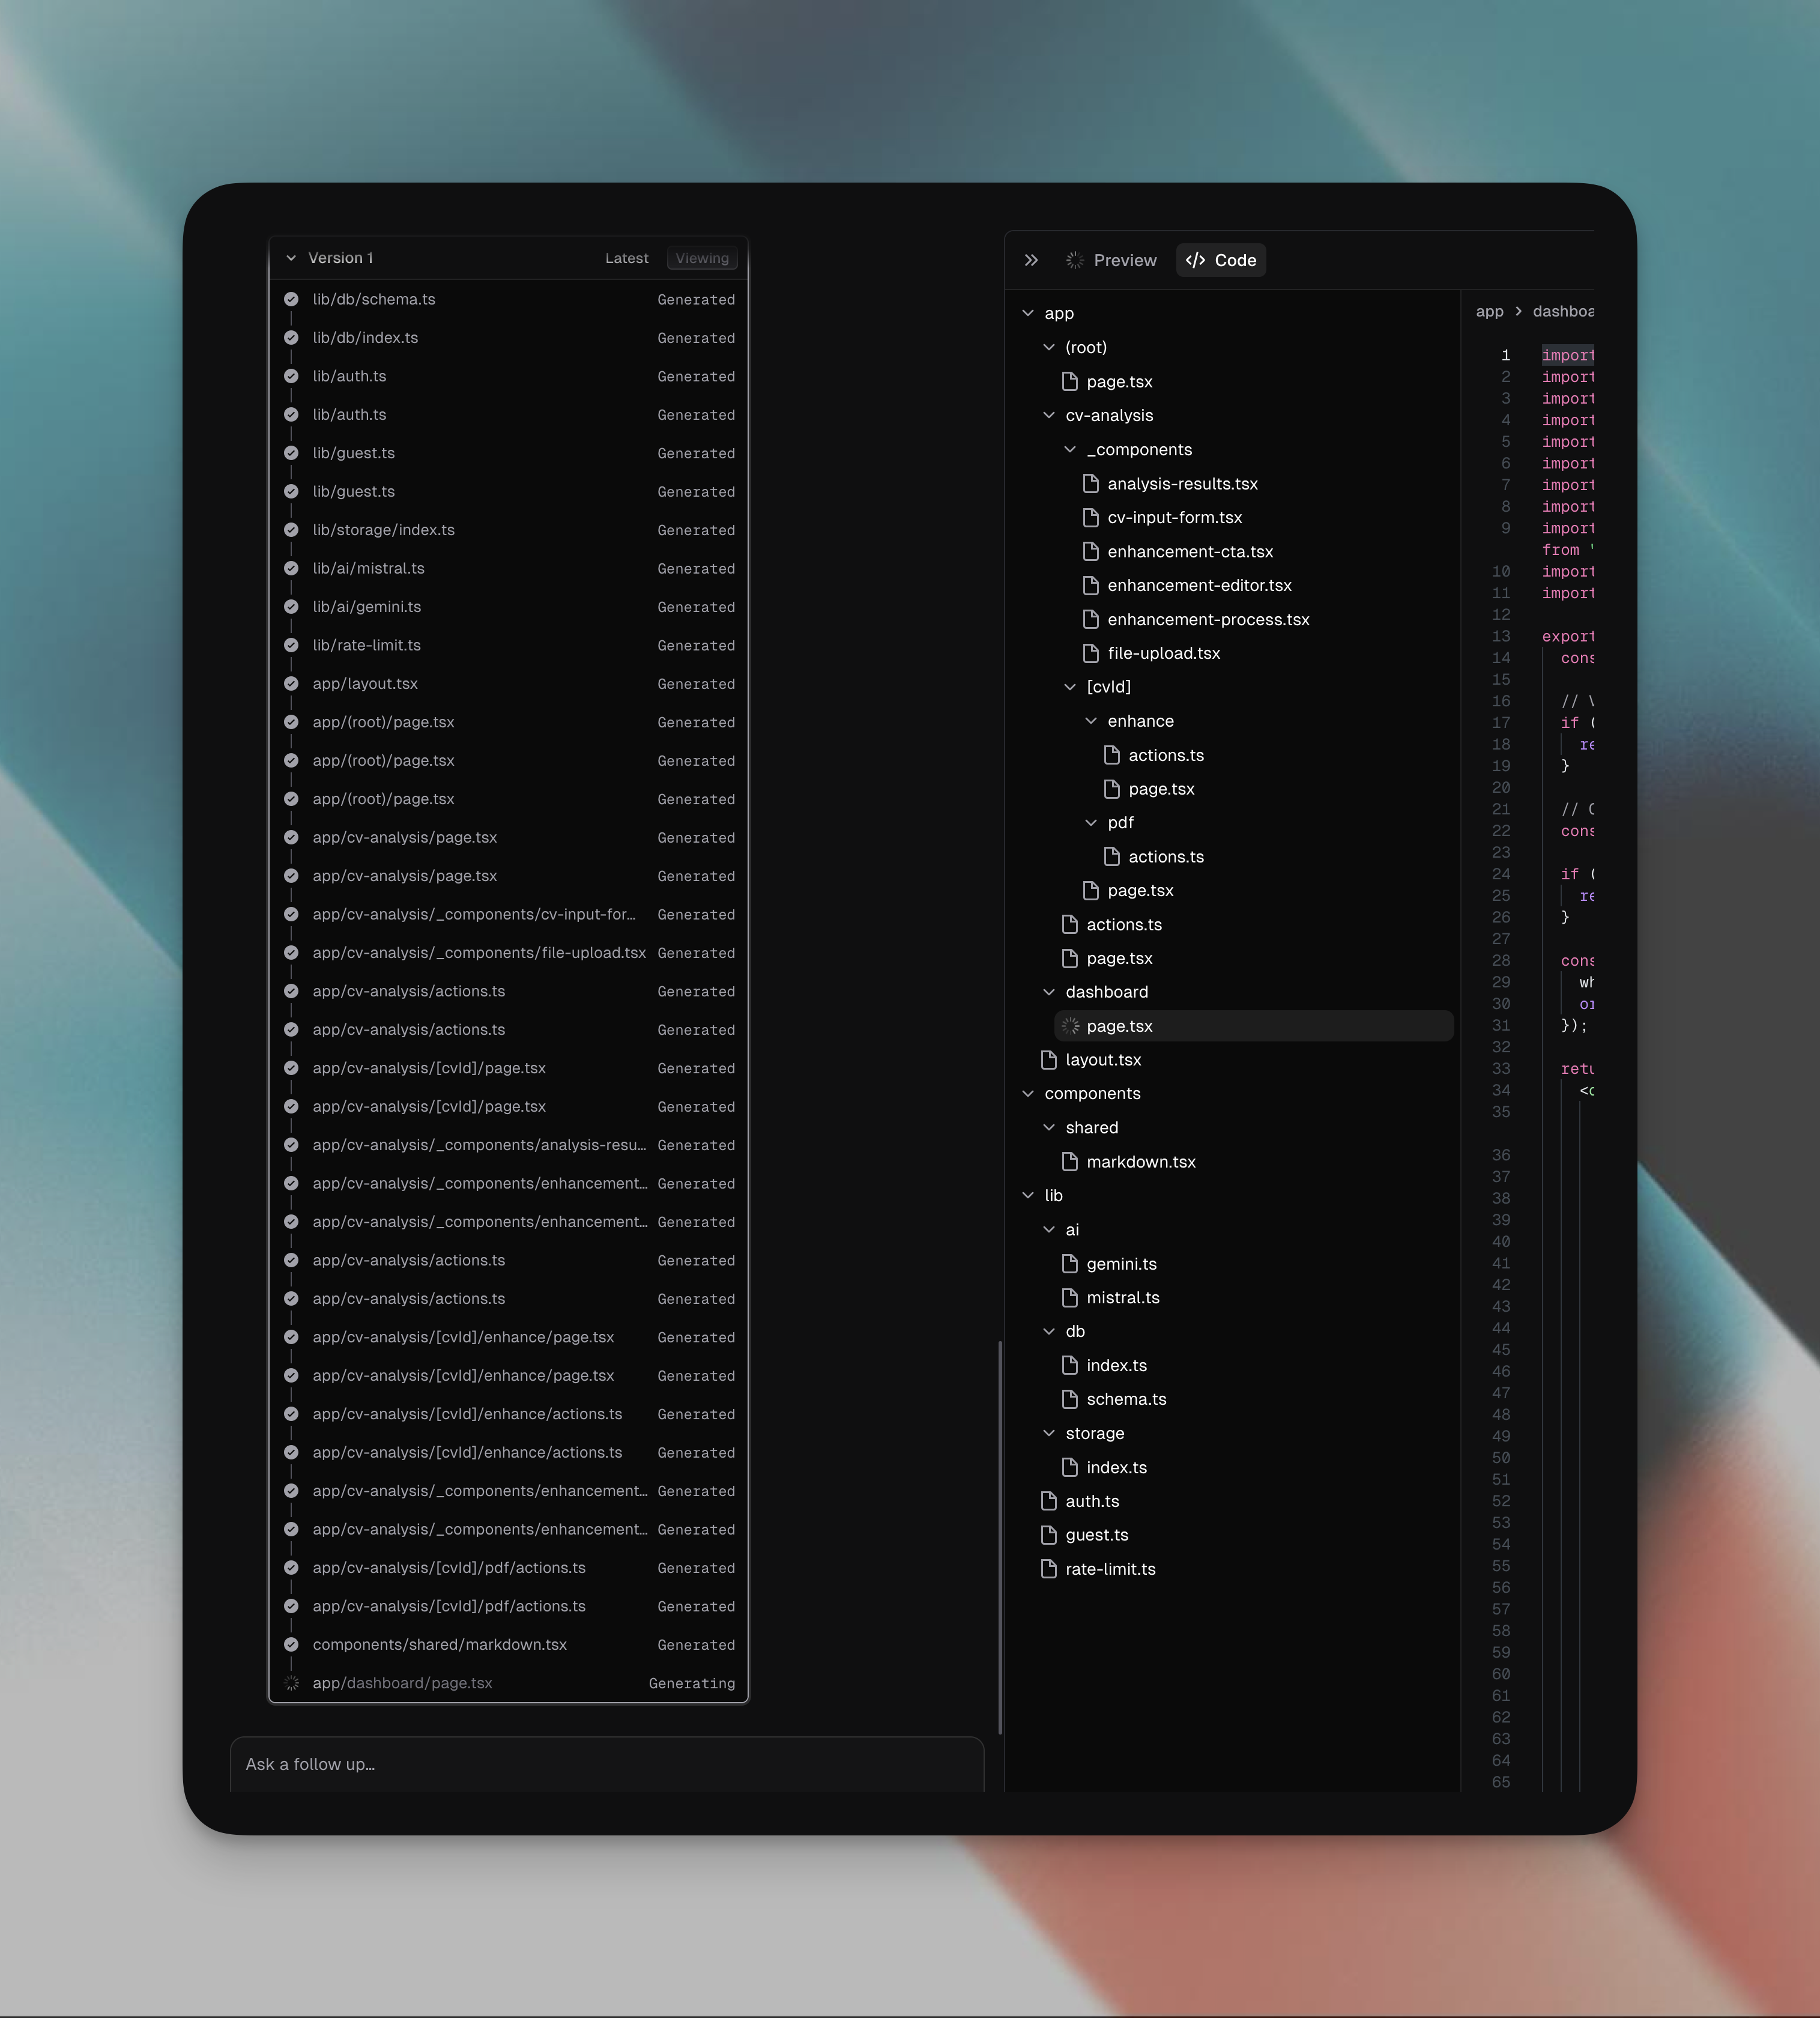 Version 1 Latest Viewing
lib/db/schema.ts Generated
lib/db/index.ts Generated
lib/auth.ts Generated
lib/auth.ts Generated
lib/guest.ts Generated
lib/guest.ts Generated
lib/storage/index.ts Generated
lib/ai/mistral.ts Generated
lib/ai/gemini.ts Generated
lib/rate-limit.ts Generated
app/layout.tsx Generated
app/(root)/page.tsx Generated
app/(root)/page.tsx Generated
app/(root)/page.tsx Generated
app/cv-analysis/page.tsx Generated
app/cv-analysis/page.tsx Generated
app/cv-analysis/_components/cv-input-for... Generated
app/cv-analysis/_components/file-upload.tsx Generated
app/cv-analysis/actions.ts Generated
app/cv-analysis/actions.ts Generated
app/cv-analysis/[cvId]/page.tsx Generated
app/cv-analysis/[cvId]/page.tsx Generated
app/cv-analysis/_components/analysis-resu... Generated
app/cv-analysis/_components/enhancement... Generated
app/cv-analysis/_components/enhancement... Generated
app/cv-analysis/actions.ts Generated
app/cv-analysis/actions.ts Generated
app/cv-analysis/[cvId]/enhance/page.tsx Generated
app/cv-analysis/[cvId]/enhance/page.tsx Generated
app/cv-analysis/[cvId]/enhance/actions.ts Generated
app/cv-analysis/[cvId]/enhance/actions.ts Generated
app/cv-analysis/_components/enhancement... Generated
app/cv-analysis/_components/enhancement... Generated
app/cv-analysis/[cvId]/pdf/actions.ts Generated
app/cv-analysis/[cvId]/pdf/actions.ts Generated
components/shared/markdown.tsx Generated
app/dashboard/page.tsx Generating
Ask a follow up...
Preview </> Code
app
(root)
page.tsx
cv-analysis
_components
analysis-results.tsx
cv-input-form.tsx
enhancement-cta.tsx
enhancement-editor.tsx
enhancement-process.tsx
file-upload.tsx
[cvId]
enhance
actions.ts
page.tsx
pdf
actions.ts
page.tsx
actions.ts
page.tsx
dashboard
page.tsx
layout.tsx
components
shared
markdown.tsx
lib
ai
gemini.ts
mistral.ts
db
index.ts
schema.ts
storage
index.ts
auth.ts
guest.ts
rate-limit.ts
app > dashboa
1 import
2 import
3 import
4 import
5 import
6 import
7 import
8 import
9 import
from '
10 import
11 import
12
13 export
14 cons
15
16 //
17 if (
18 re
19 }
20
21 //
22 cons
23
24 if (
25 re
26 }
27
28 cons
29 wh
30 or
31 });
32
33 retu
34 <
35
36
37
38
39
40
41
42
43
44
45
46
47
48
49
50
51
52
53
54
55
56
57
58
59
60
61
62
63
64
65